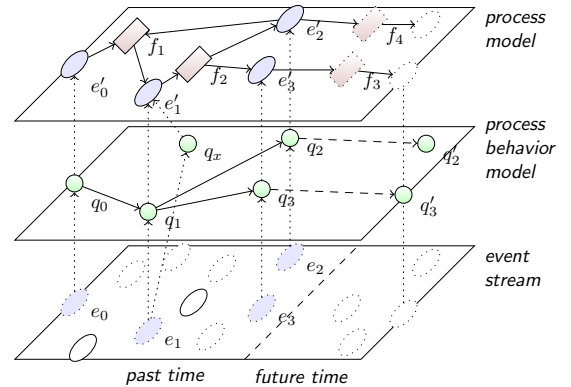 process
model
e′₂
f₄
f₁
f₂
e′₃
f₃
e′₀
e′₁
process
behavior
model
qₓ
q₂
q′₂
q₀
q₁
q₃
q′₃
event
stream
e₂
e₀
e₁
e₃
past time
future time